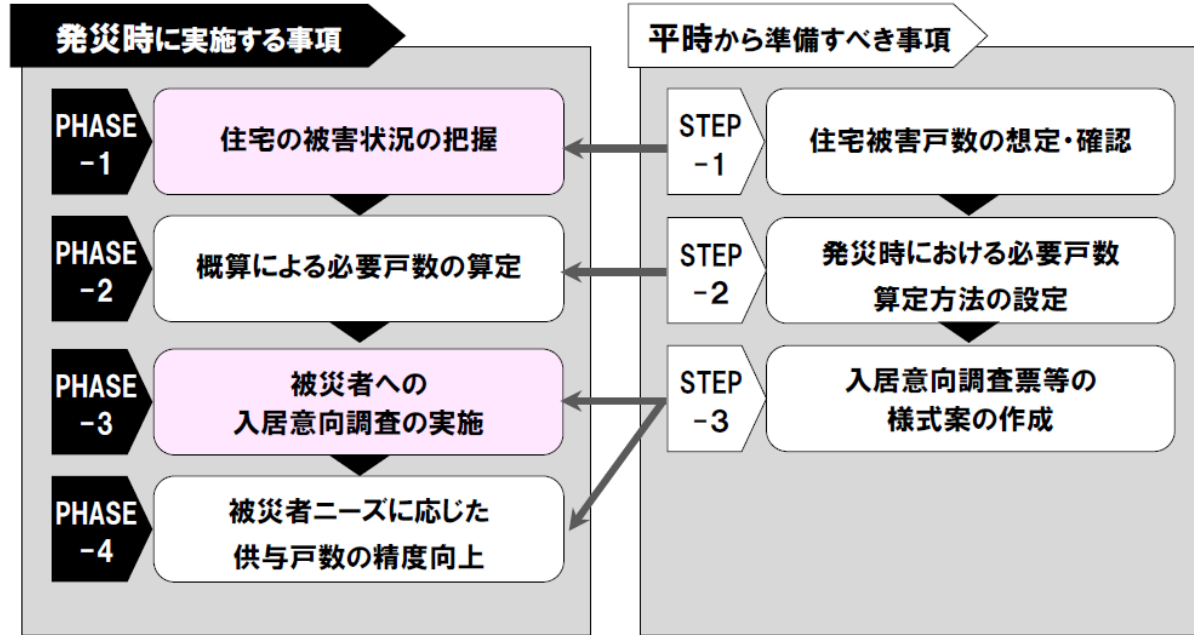 発災時に実施する事項
PHASE
-1
住宅の被害状況の把握
PHASE
-2
概算による必要戸数の算定
PHASE
-3
被災者への
入居意向調査の実施
PHASE
-4
被災者ニーズに応じた
供与戸数の精度向上
平時から準備すべき事項
STEP
-1
住宅被害戸数の想定・確認
STEP
-2
発災時における必要戸数
算定方法の設定
STEP
-3
入居意向調査票等の
様式案の作成